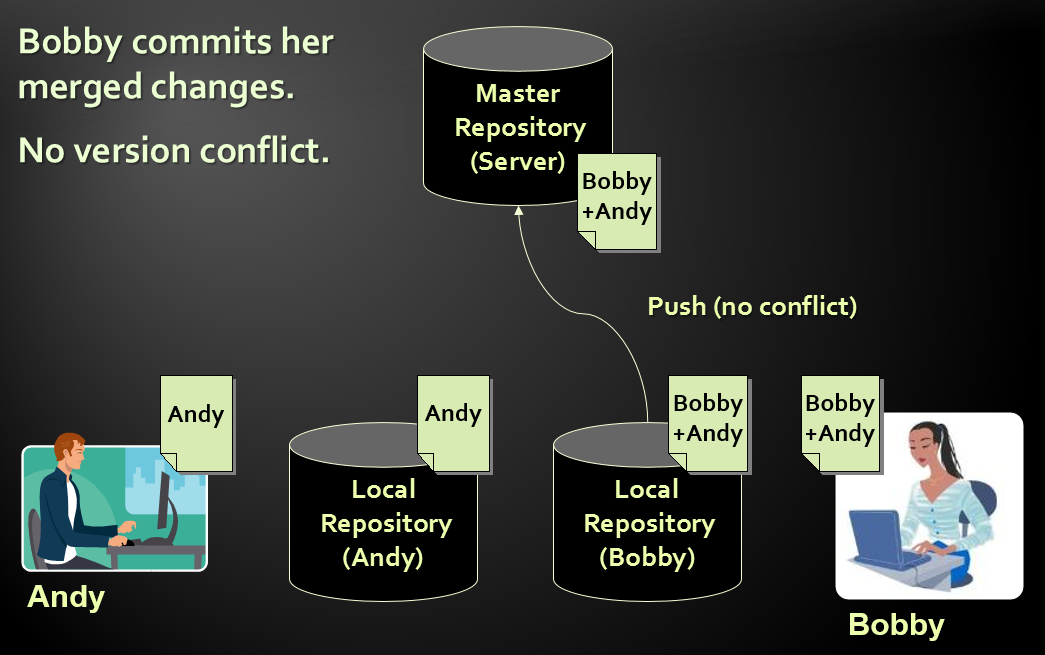 Bobby commits her
merged changes.
No version conflict.
Master
Repository
(Server)
Bobby
+Andy
Push (no conflict)
Andy
Andy
Bobby
+Andy
Bobby
+Andy
Local
Repository
(Andy)
Local
Repository
(Bobby)
Andy
Bobby